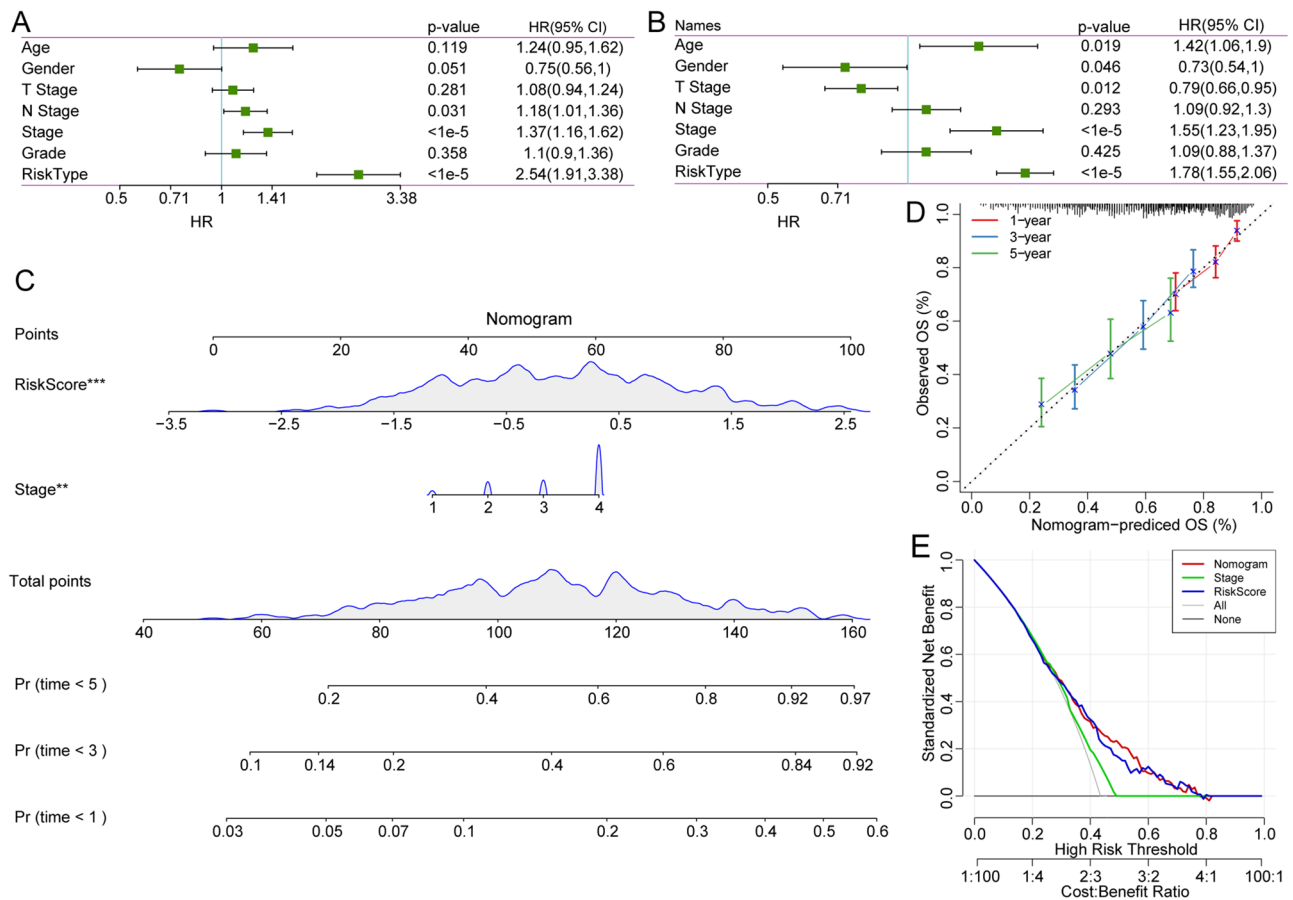 A
p-value HR(95% CI)
Age 0.119 1.24(0.95,1.62)
Gender 0.051 0.75(0.56,1)
T Stage 0.281 1.08(0.94,1.24)
N Stage 0.031 1.18(1.01,1.36)
Stage <1e-5 1.37(1.16,1.62)
Grade 0.358 1.1(0.9,1.36)
RiskType <1e-5 2.54(1.91,3.38)
0.5 0.71 1 1.41 3.38
HR
B
Names p-value HR(95% CI)
Age 0.019 1.42(1.06,1.9)
Gender 0.046 0.73(0.54,1)
T Stage 0.012 0.79(0.66,0.95)
N Stage 0.293 1.09(0.92,1.3)
Stage <1e-5 1.55(1.23,1.95)
Grade 0.425 1.09(0.88,1.37)
RiskType <1e-5 1.78(1.55,2.06)
0.5 0.71
HR
C
Nomogram
Points
0 20 40 60 80 100
RiskScore***
−3.5 −2.5 −1.5 −0.5 0.5 1.5 2.5
Stage**
1 2 3 4
Total points
40 60 80 100 120 140 160
Pr (time < 5 )
0.2 0.4 0.6 0.8 0.92 0.97
Pr (time < 3 )
0.1 0.14 0.2 0.4 0.6 0.84 0.92
Pr (time < 1 )
0.03 0.05 0.07 0.1 0.2 0.3 0.4 0.5 0.6
D
1−year
3−year
5−year
Observed OS (%)
1.0
0.8
0.6
0.4
0.2
0.0
0.0 0.2 0.4 0.6 0.8 1.0
Nomogram−prediced OS (%)
E
Nomogram
Stage
RiskScore
All
None
Standardized Net Benefit
1.0
0.8
0.6
0.4
0.2
0.0
0.0 0.2 0.4 0.6 0.8 1.0
High Risk Threshold
1:100 1:4 2:3 3:2 4:1 100:1
Cost:Benefit Ratio